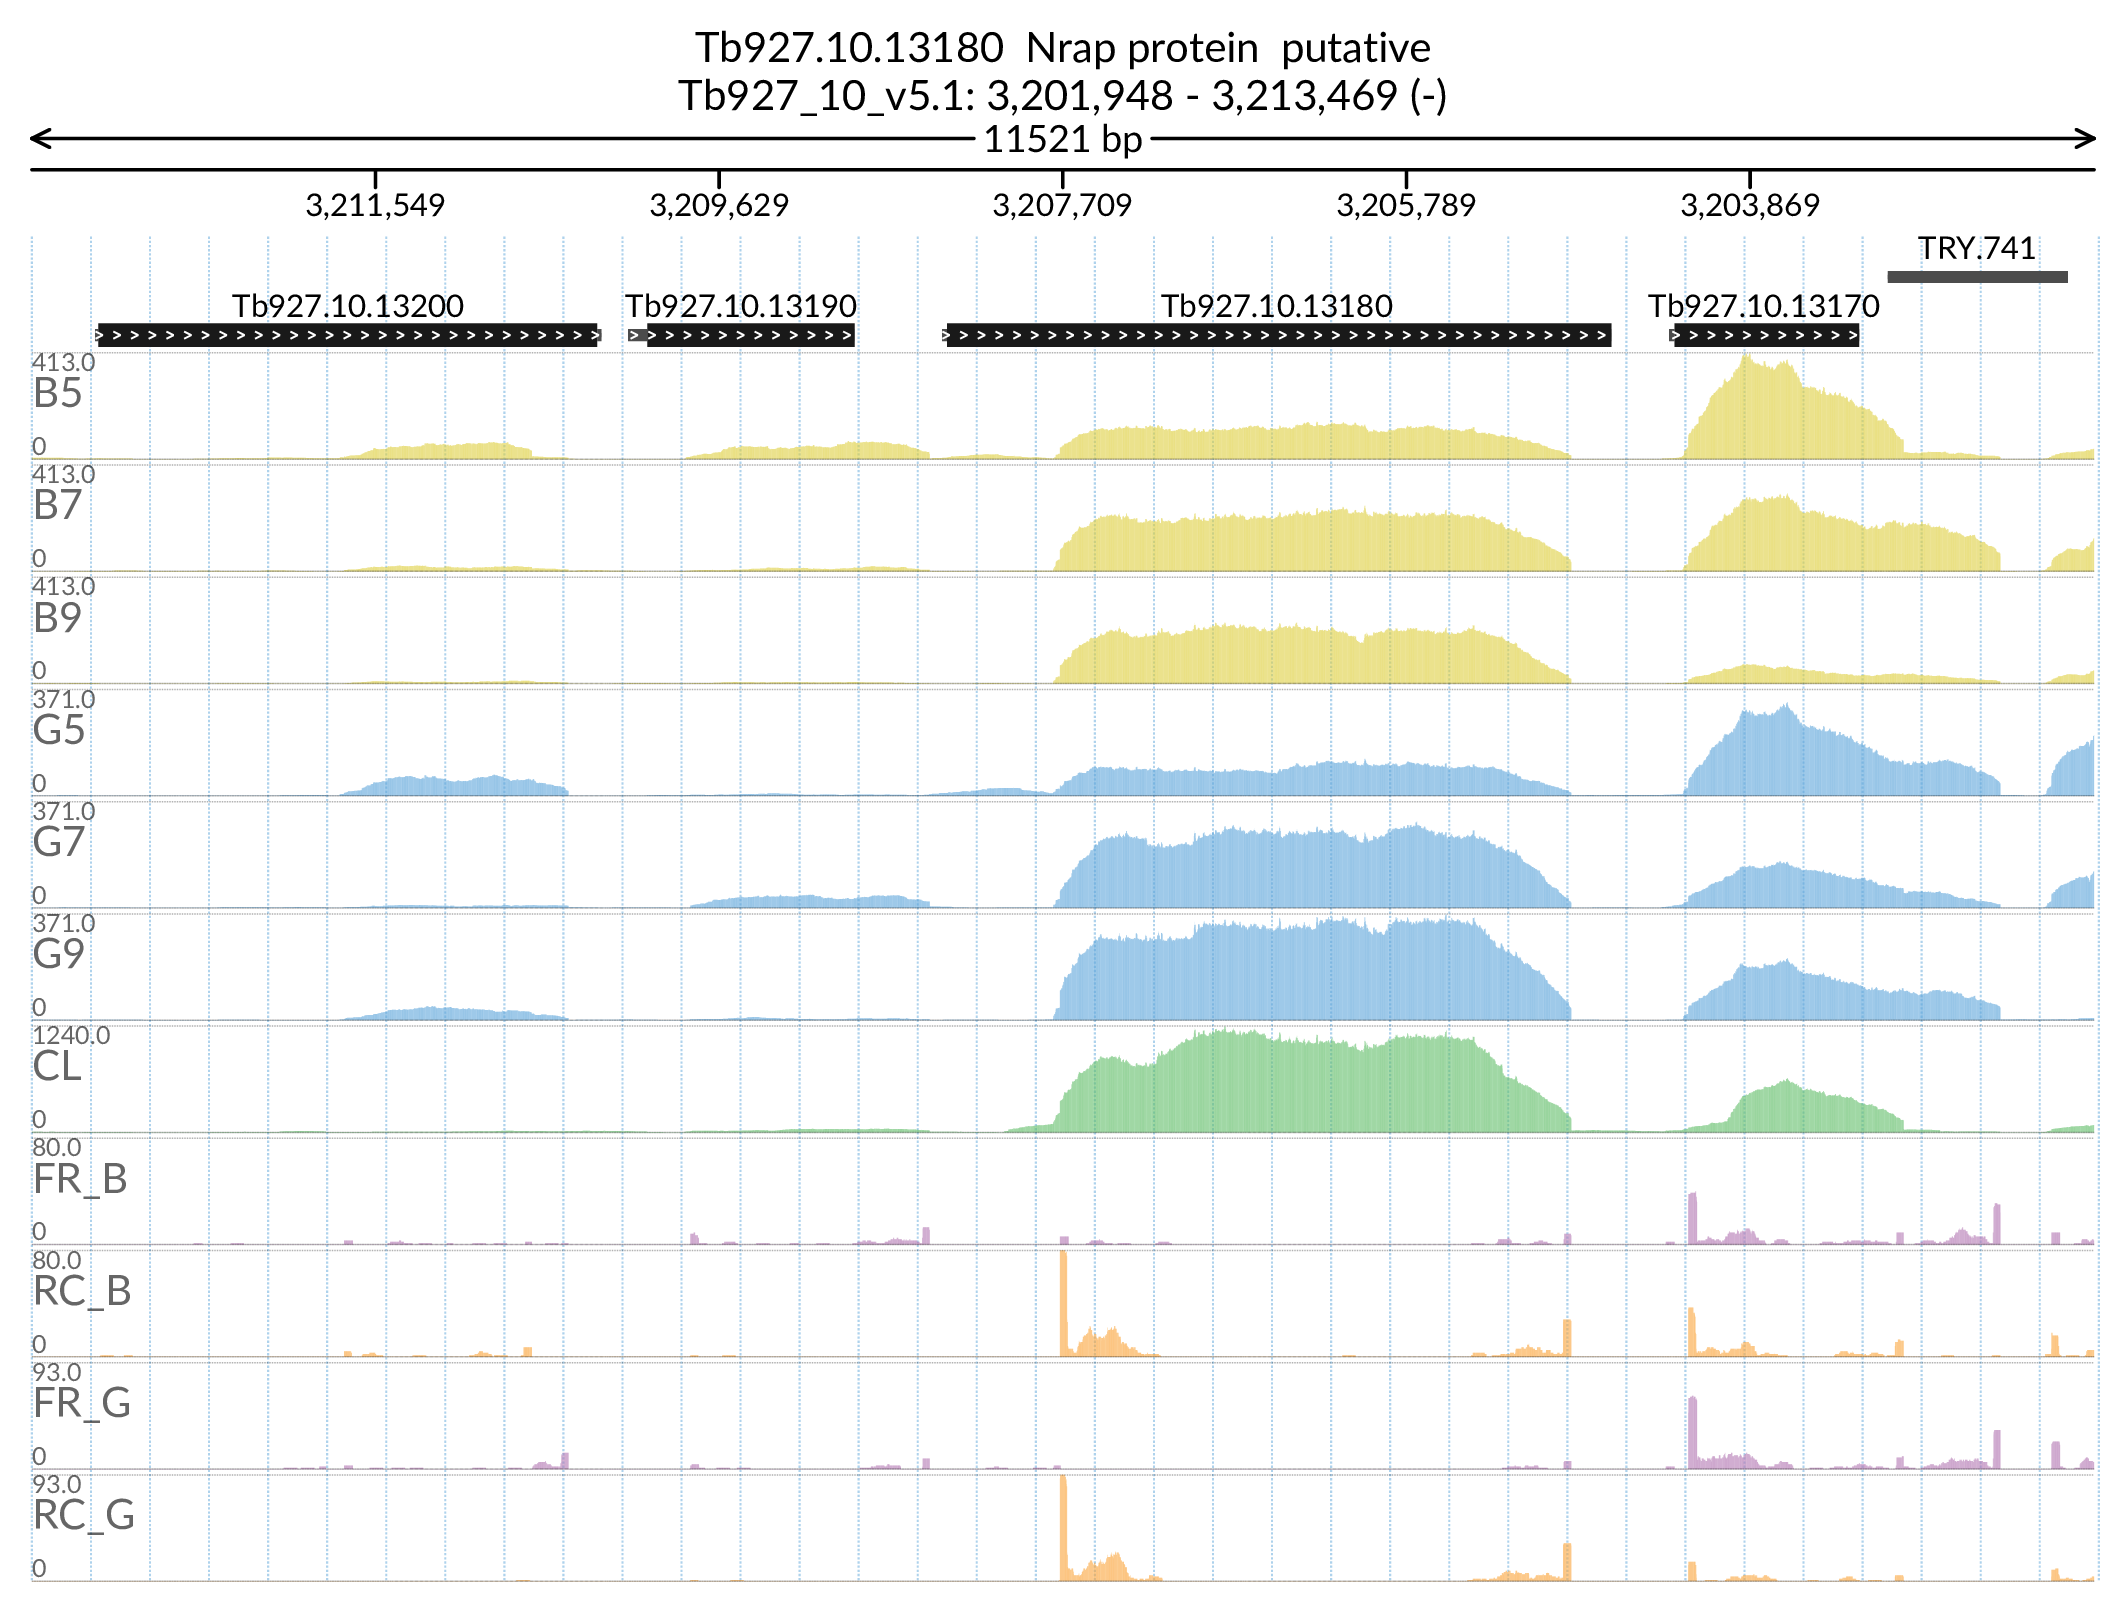 Tb927.10.13180  Nrap protein  putative
Tb927_10_v5.1: 3,201,948 - 3,213,469 (-)
11521 bp
3,211,549 3,209,629 3,207,709 3,205,789 3,203,869
TRY.741
Tb927.10.13200 Tb927.10.13190 Tb927.10.13180 Tb927.10.13170
413.0
B5
0
413.0
B7
0
413.0
B9
0
371.0
G5
0
371.0
G7
0
371.0
G9
0
1240.0
CL
0
80.0
FR_B
0
80.0
RC_B
0
93.0
FR_G
0
93.0
RC_G
0